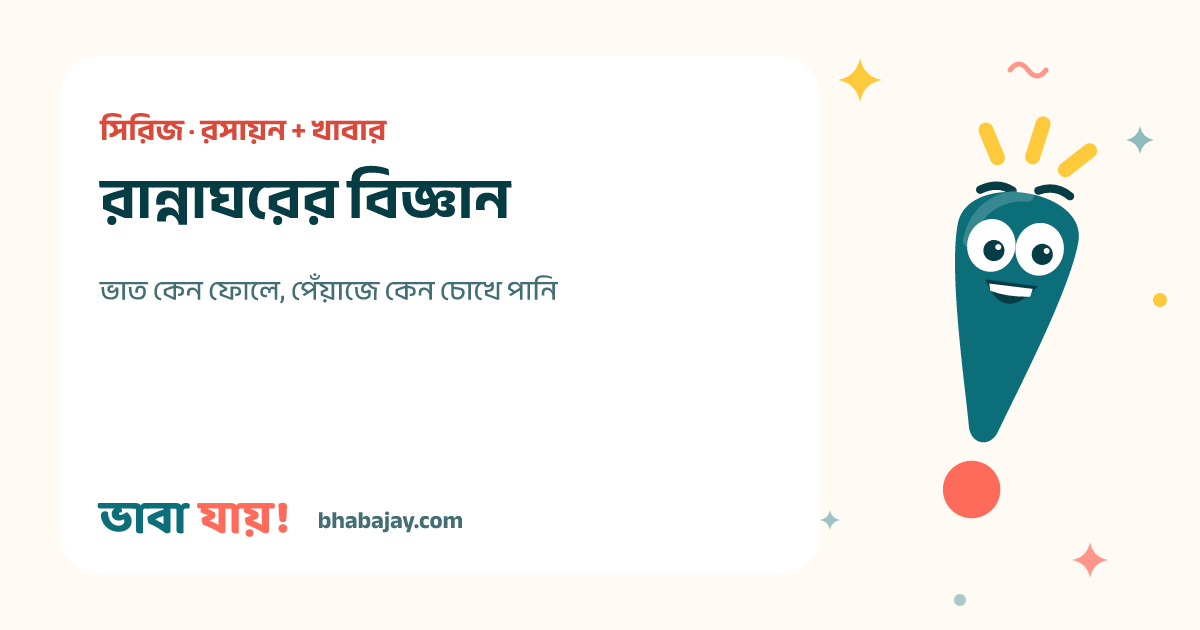 সিরিজ · রসায়ন + খাবার
রান্নাঘরের বিজ্ঞান
ভাত কেন ফোলে, পেঁয়াজে কেন চোখে পানি
ভাবা যায়! bhabajay.com